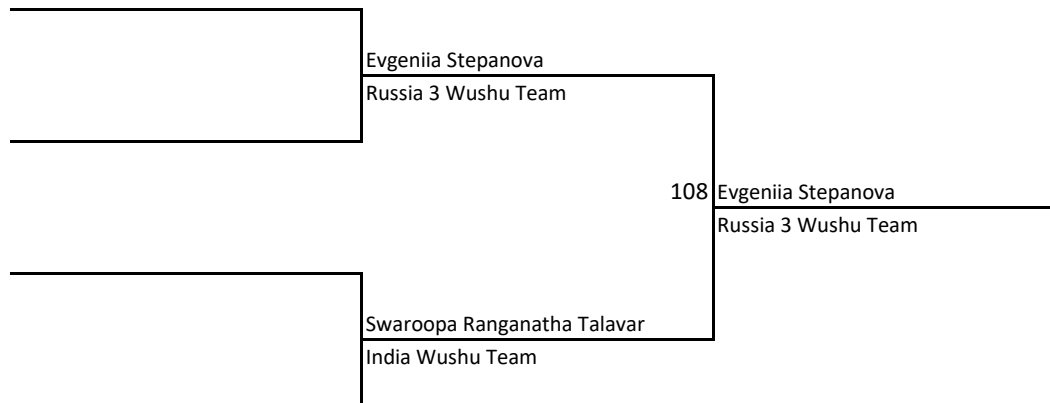 Evgeniia Stepanova
Russia 3 Wushu Team
108 Evgeniia Stepanova
Russia 3 Wushu Team
Swaroopa Ranganatha Talavar
India Wushu Team